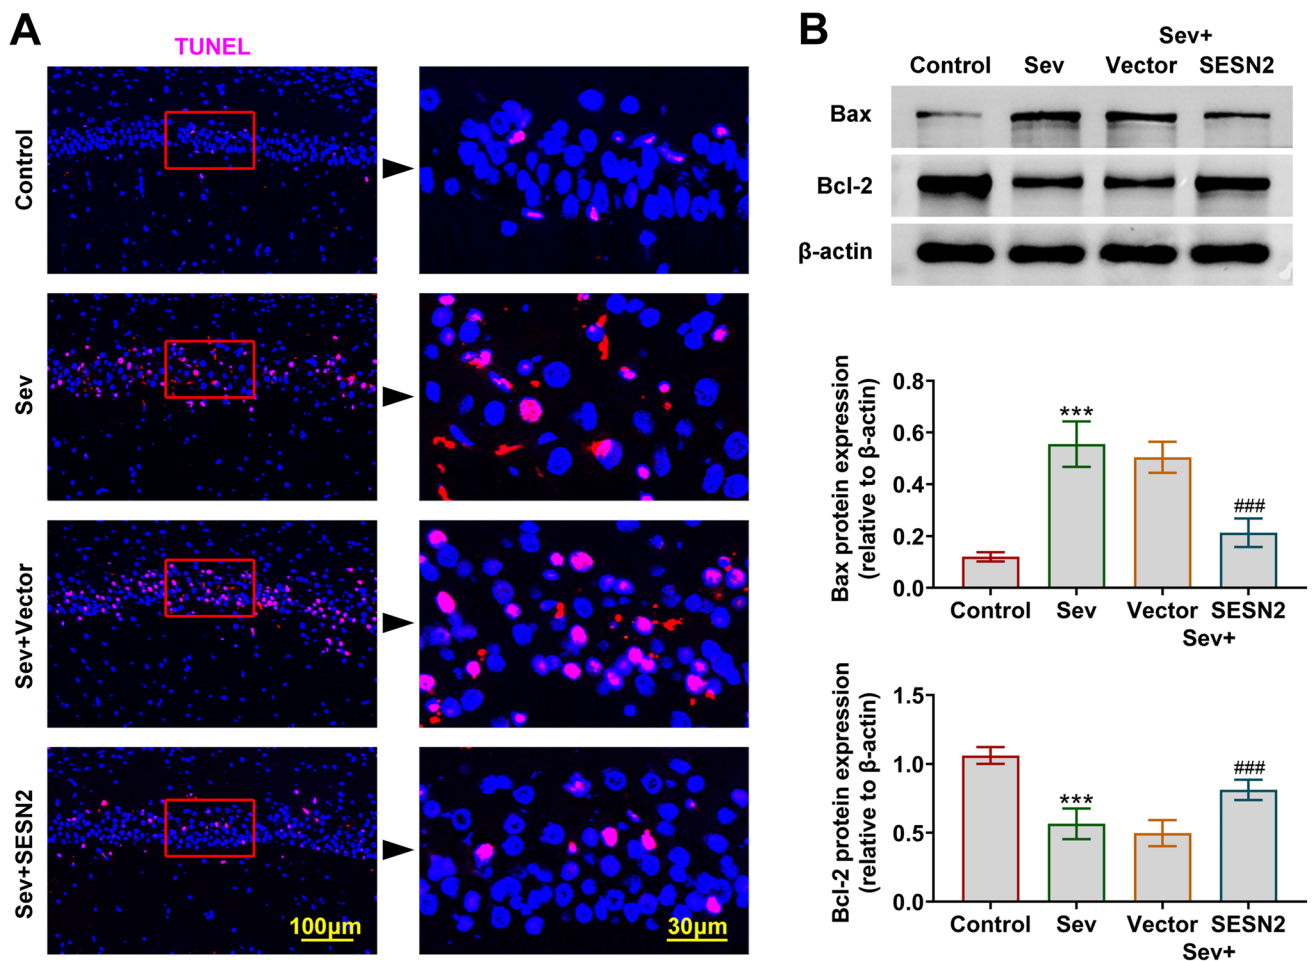 A
TUNEL
Control
Sev
Sev+Vector
Sev+SESN2
100μm
30μm
B
Sev+
Control Sev Vector SESN2
Bax
Bcl-2
β-actin
Bax protein expression
(relative to β-actin)
0.8
0.6
0.4
0.2
0.0
***
###
Control Sev Vector SESN2
Sev+
Bcl-2 protein expression
(relative to β-actin)
1.5
1.0
0.5
0.0
***
###
Control Sev Vector SESN2
Sev+